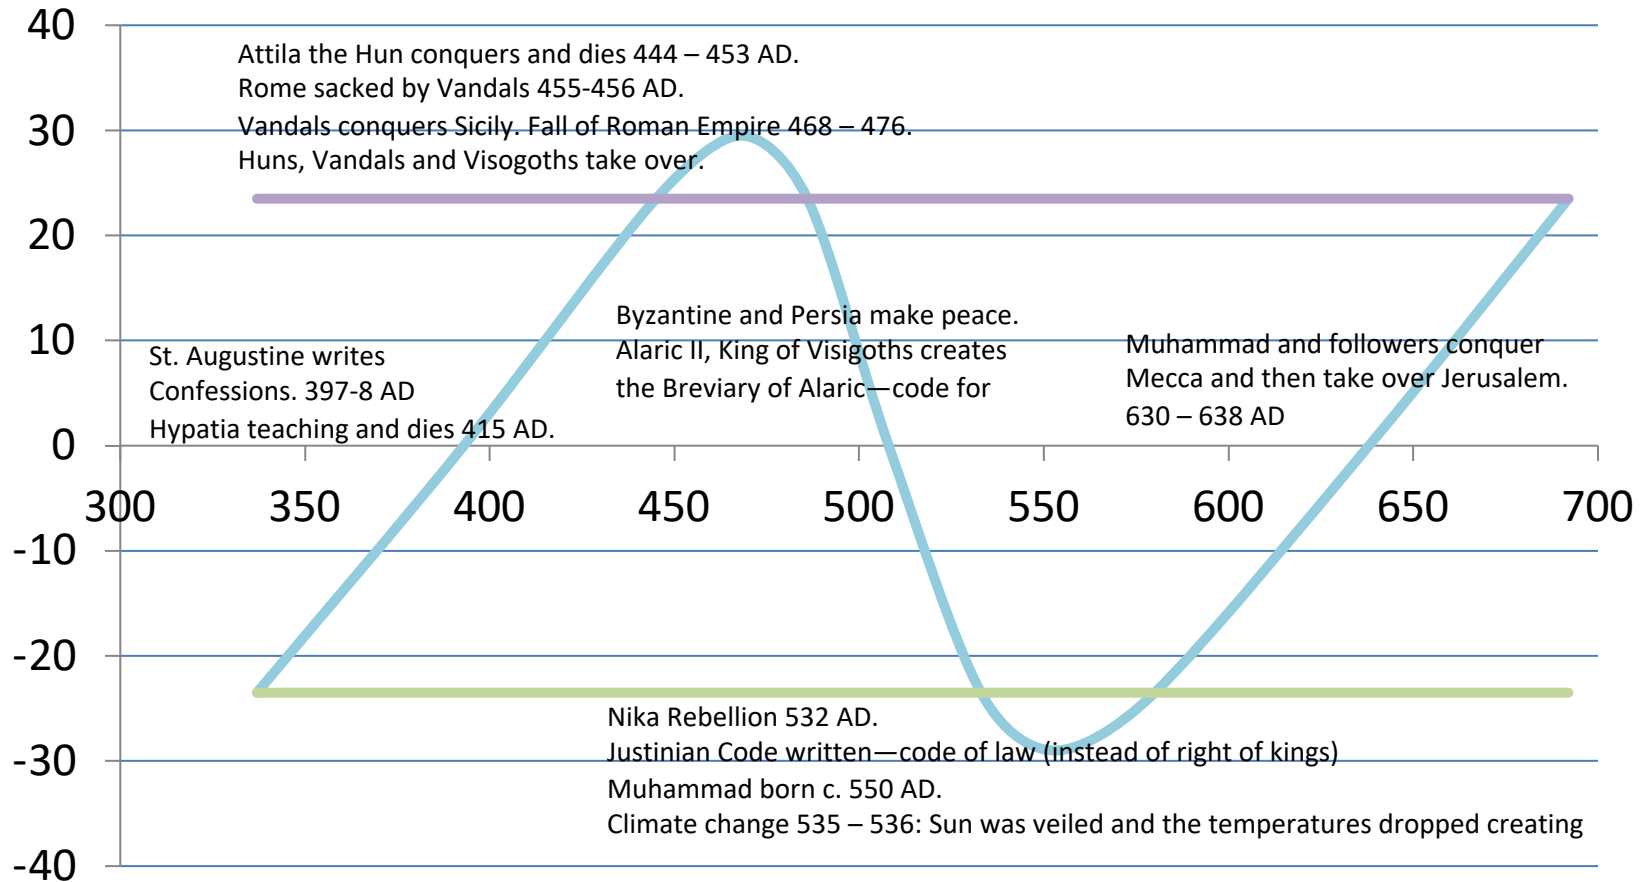 40
Attila the Hun conquers and dies 444 – 453 AD.
Rome sacked by Vandals 455-456 AD.
30
Vandals conquers Sicily. Fall of Roman Empire 468 – 476.
Huns, Vandals and Visogoths take over.
20
Byzantine and Persia make peace.
Alaric II, King of Visigoths creates
the Breviary of Alaric—code for
10
Muhammad and followers conquer
Mecca and then take over Jerusalem.
630 – 638 AD
St. Augustine writes
Confessions. 397-8 AD
Hypatia teaching and dies 415 AD.
0
300 350 400 450 500 550 600 650 700
-10
-20
Nika Rebellion 532 AD.
Justinian Code written—code of law (instead of right of kings)
-30
Muhammad born c. 550 AD.
Climate change 535 – 536: Sun was veiled and the temperatures dropped creating
-40